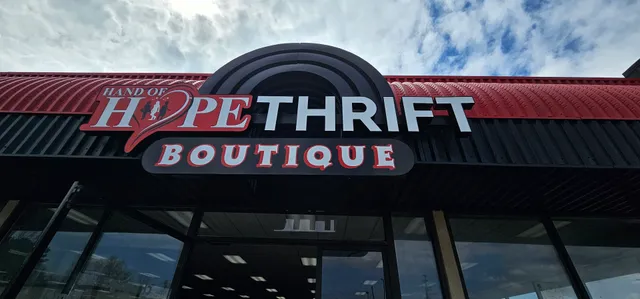 HAND OF
HOPE THRIFT
BOUTIQUE